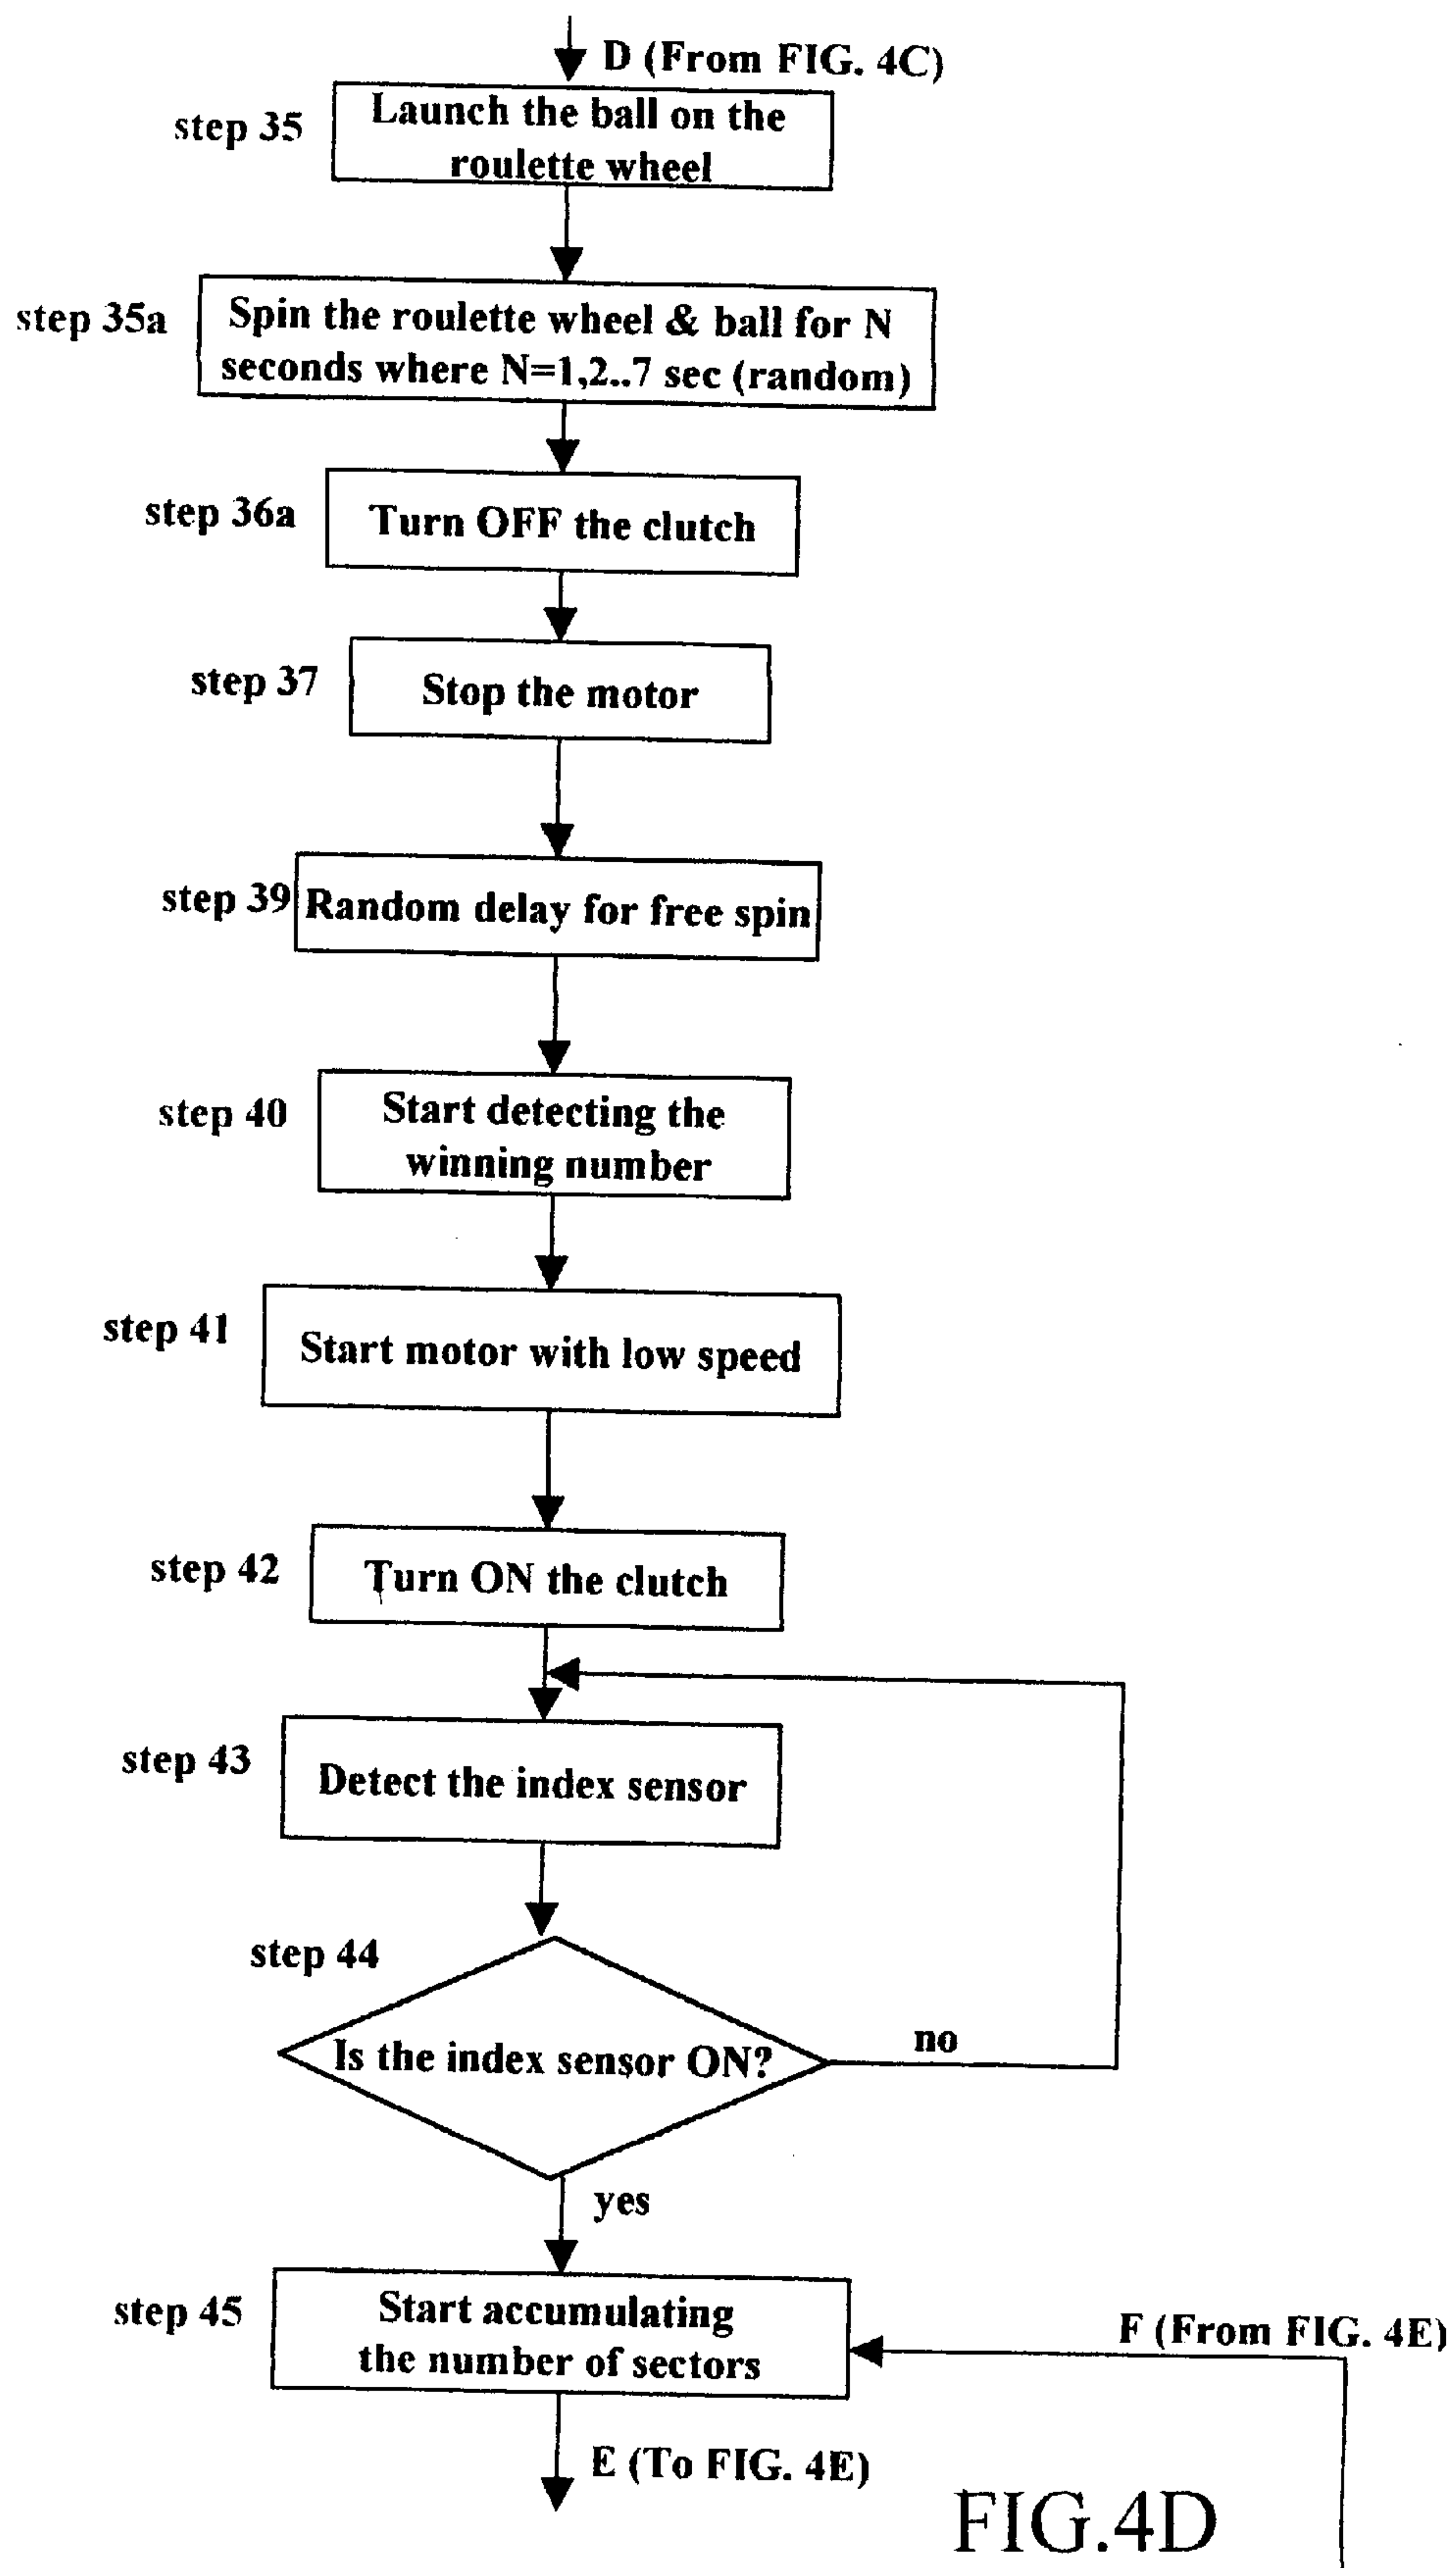 D (From FIG. 4C)
step 35
Launch the ball on the
roulette wheel
step 35a
Spin the roulette wheel & ball for N
seconds where N=1,2..7 sec (random)
step 36a
Turn OFF the clutch
step 37
Stop the motor
step 39
Random delay for free spin
step 40
Start detecting the
winning number
step 41
Start motor with low speed
step 42
Turn ON the clutch
step 43
Detect the index sensor
step 44
Is the index sensor ON?
no
yes
step 45
Start accumulating
the number of sectors
F (From FIG. 4E)
E (To FIG. 4E)
FIG.4D